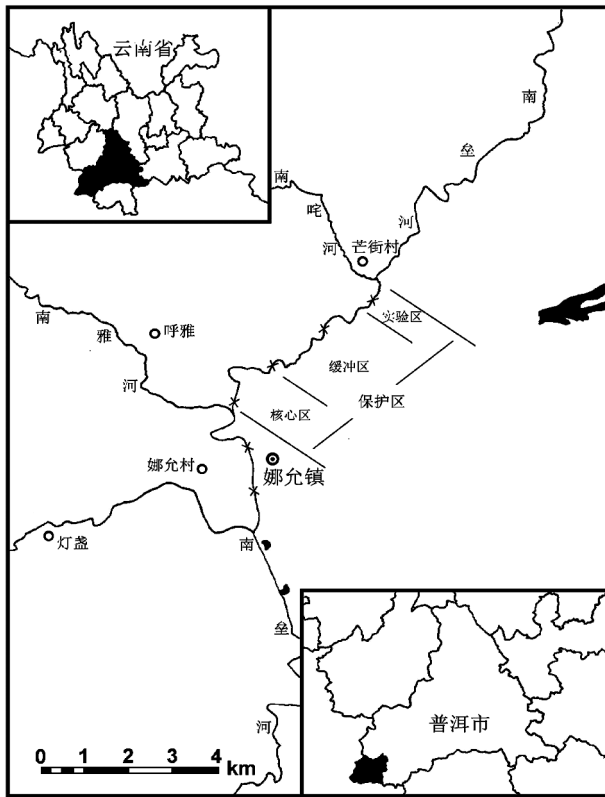 云南省
南垒河
南咤河
芒街村
南雅河
呼雅
实验区
缓冲区
保护区
核心区
娜允村
娜允镇
灯盏
南垒河
普洱市
0 1 2 3 4
km